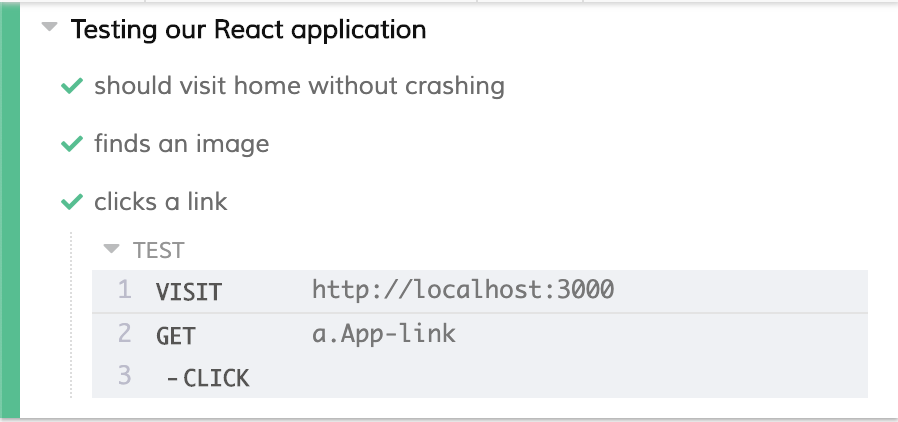 Testing our React application
should visit home without crashing
finds an image
clicks a link
TEST
1 VISIT http://localhost:3000
2 GET a.App-link
3 -CLICK